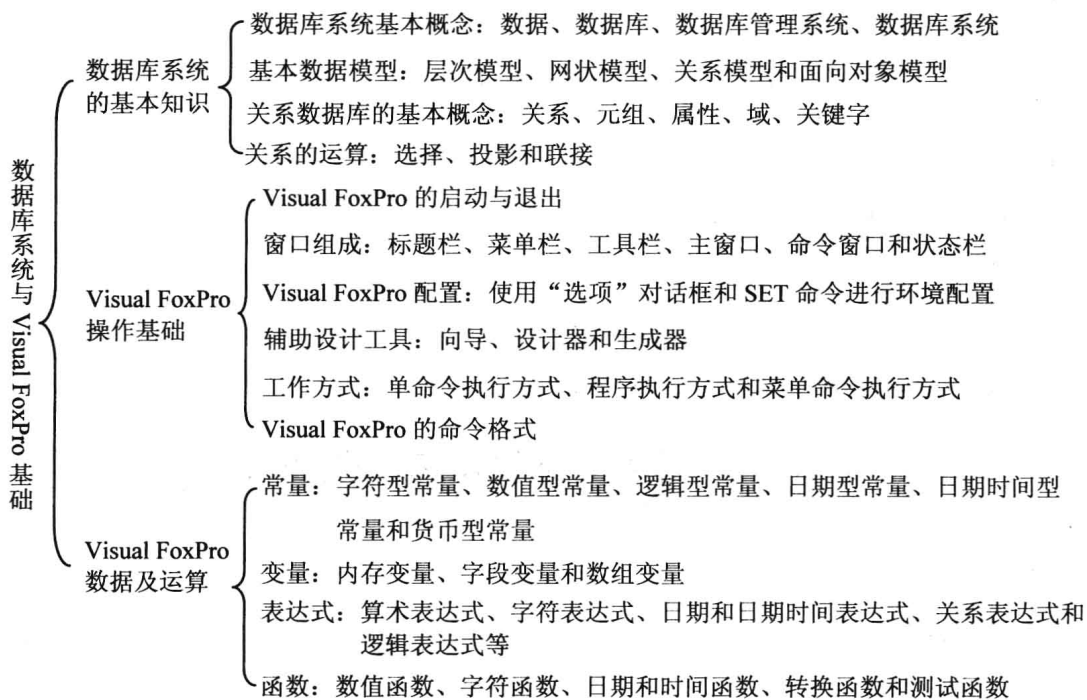 数据库系统与 Visual FoxPro 基础
数据库系统
的基本知识
数据库系统基本概念：数据、数据库、数据库管理系统、数据库系统
基本数据模型：层次模型、网状模型、关系模型和面向对象模型
关系数据库的基本概念：关系、元组、属性、域、关键字
关系的运算：选择、投影和联接
Visual FoxPro
操作基础
Visual FoxPro 的启动与退出
窗口组成：标题栏、菜单栏、工具栏、主窗口、命令窗口和状态栏
Visual FoxPro 配置：使用“选项”对话框和 SET 命令进行环境配置
辅助设计工具：向导、设计器和生成器
工作方式：单命令执行方式、程序执行方式和菜单命令执行方式
Visual FoxPro 的命令格式
Visual FoxPro
数据及运算
常量：字符型常量、数值型常量、逻辑型常量、日期型常量、日期时间型
常量和货币型常量
变量：内存变量、字段变量和数组变量
表达式：算术表达式、字符表达式、日期和日期时间表达式、关系表达式和
逻辑表达式等
函数：数值函数、字符函数、日期和时间函数、转换函数和测试函数